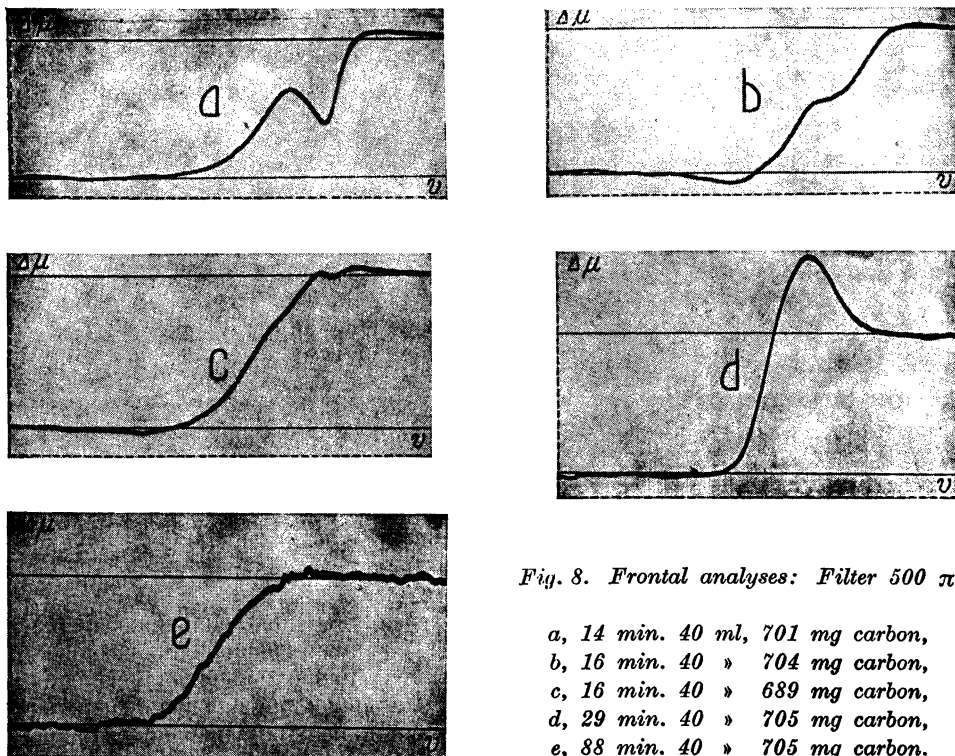 Δμ
a
v
Δμ
b
v
Δμ
c
v
Δμ
d
v
Δμ
e
v
Fig. 8. Frontal analyses: Filter 500 π
a, 14 min. 40 ml, 701 mg carbon,
b, 16 min. 40 » 704 mg carbon,
c, 16 min. 40 » 689 mg carbon,
d, 29 min. 40 » 705 mg carbon,
e, 88 min. 40 » 705 mg carbon.